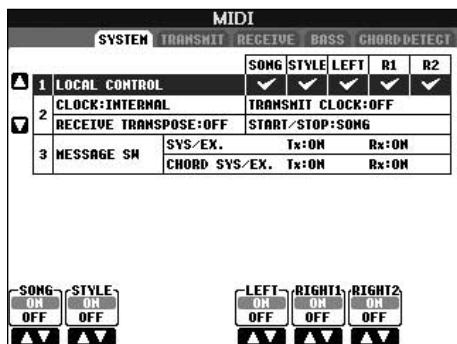 MIDI
SYSTEM TRANSMIT RECEIVE BASS CHORD DETECT
SONG STYLE LEFT R1 R2
1 LOCAL CONTROL
2 CLOCK:INTERNAL TRANSMIT CLOCK:OFF
RECEIVE TRANSPOSE:OFF START/STOP:SONG
3 MESSAGE SW SYS/EX. Tx:ON Rx:ON
CHORD SYS/EX. Tx:ON Rx:ON
SONG STYLE LEFT RIGHT1 RIGHT2
ON ON ON ON ON
OFF OFF OFF OFF OFF